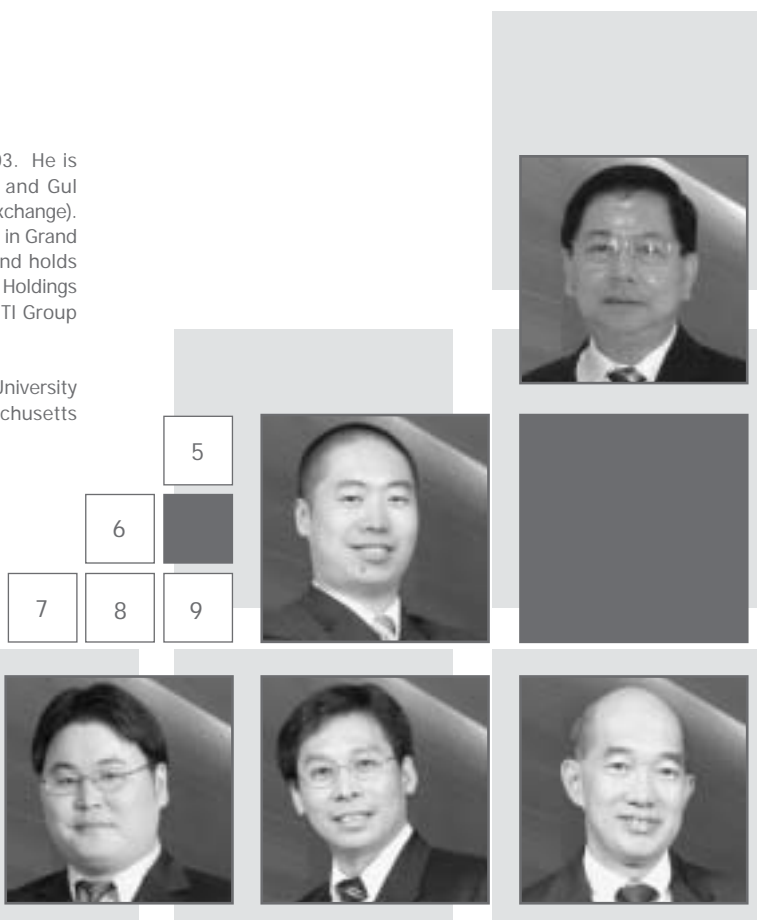 3. He is
and Gul
xchange).
in Grand
nd holds
Holdings
TI Group
University
chusetts
5
6
7 8 9